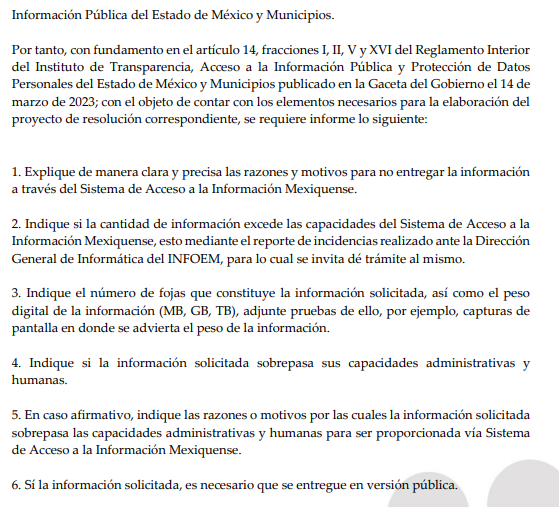 Información Pública del Estado de México y Municipios.
Por tanto, con fundamento en el artículo 14, fracciones I, II, V y XVI del Reglamento Interior
del Instituto de Transparencia, Acceso a la Información Pública y Protección de Datos
Personales del Estado de México y Municipios publicado en la Gaceta del Gobierno el 14 de
marzo de 2023; con el objeto de contar con los elementos necesarios para la elaboración del
proyecto de resolución correspondiente, se requiere informe lo siguiente:
1. Explique de manera clara y precisa las razones y motivos para no entregar la información
a través del Sistema de Acceso a la Información Mexiquense.
2. Indique si la cantidad de información excede las capacidades del Sistema de Acceso a la
Información Mexiquense, esto mediante el reporte de incidencias realizado ante la Dirección
General de Informática del INFOEM, para lo cual se invita dé trámite al mismo.
3. Indique el número de fojas que constituye la información solicitada, así como el peso
digital de la información (MB, GB, TB), adjunte pruebas de ello, por ejemplo, capturas de
pantalla en donde se advierta el peso de la información.
4. Indique si la información solicitada sobrepasa sus capacidades administrativas y
humanas.
5. En caso afirmativo, indique las razones o motivos por las cuales la información solicitada
sobrepasa las capacidades administrativas y humanas para ser proporcionada vía Sistema
de Acceso a la Información Mexiquense.
6. Sí la información solicitada, es necesario que se entregue en versión pública.